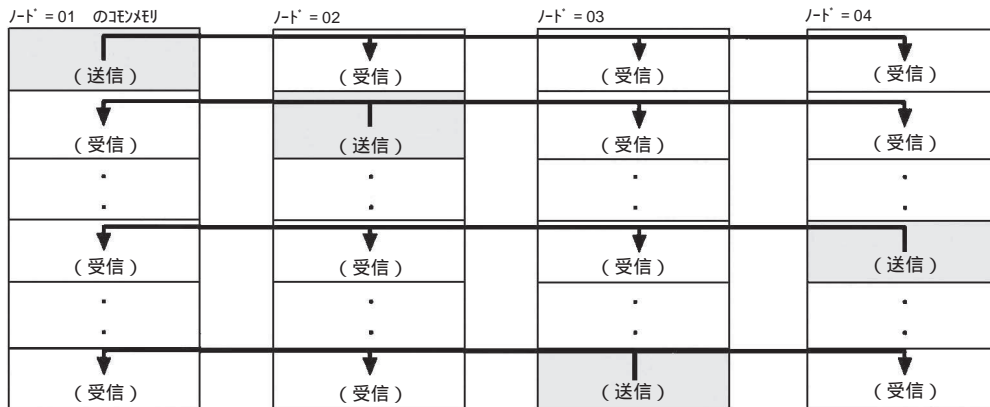 ﾉｰﾄﾞ = 01 のｺﾓﾝﾒﾓﾘ ﾉｰﾄﾞ = 02 ﾉｰﾄﾞ = 03 ﾉｰﾄﾞ = 04
(送信) (受信) (受信) (受信)
(受信) (送信) (受信) (受信)
(受信) (受信) (受信) (送信)
(受信) (受信) (送信) (受信)